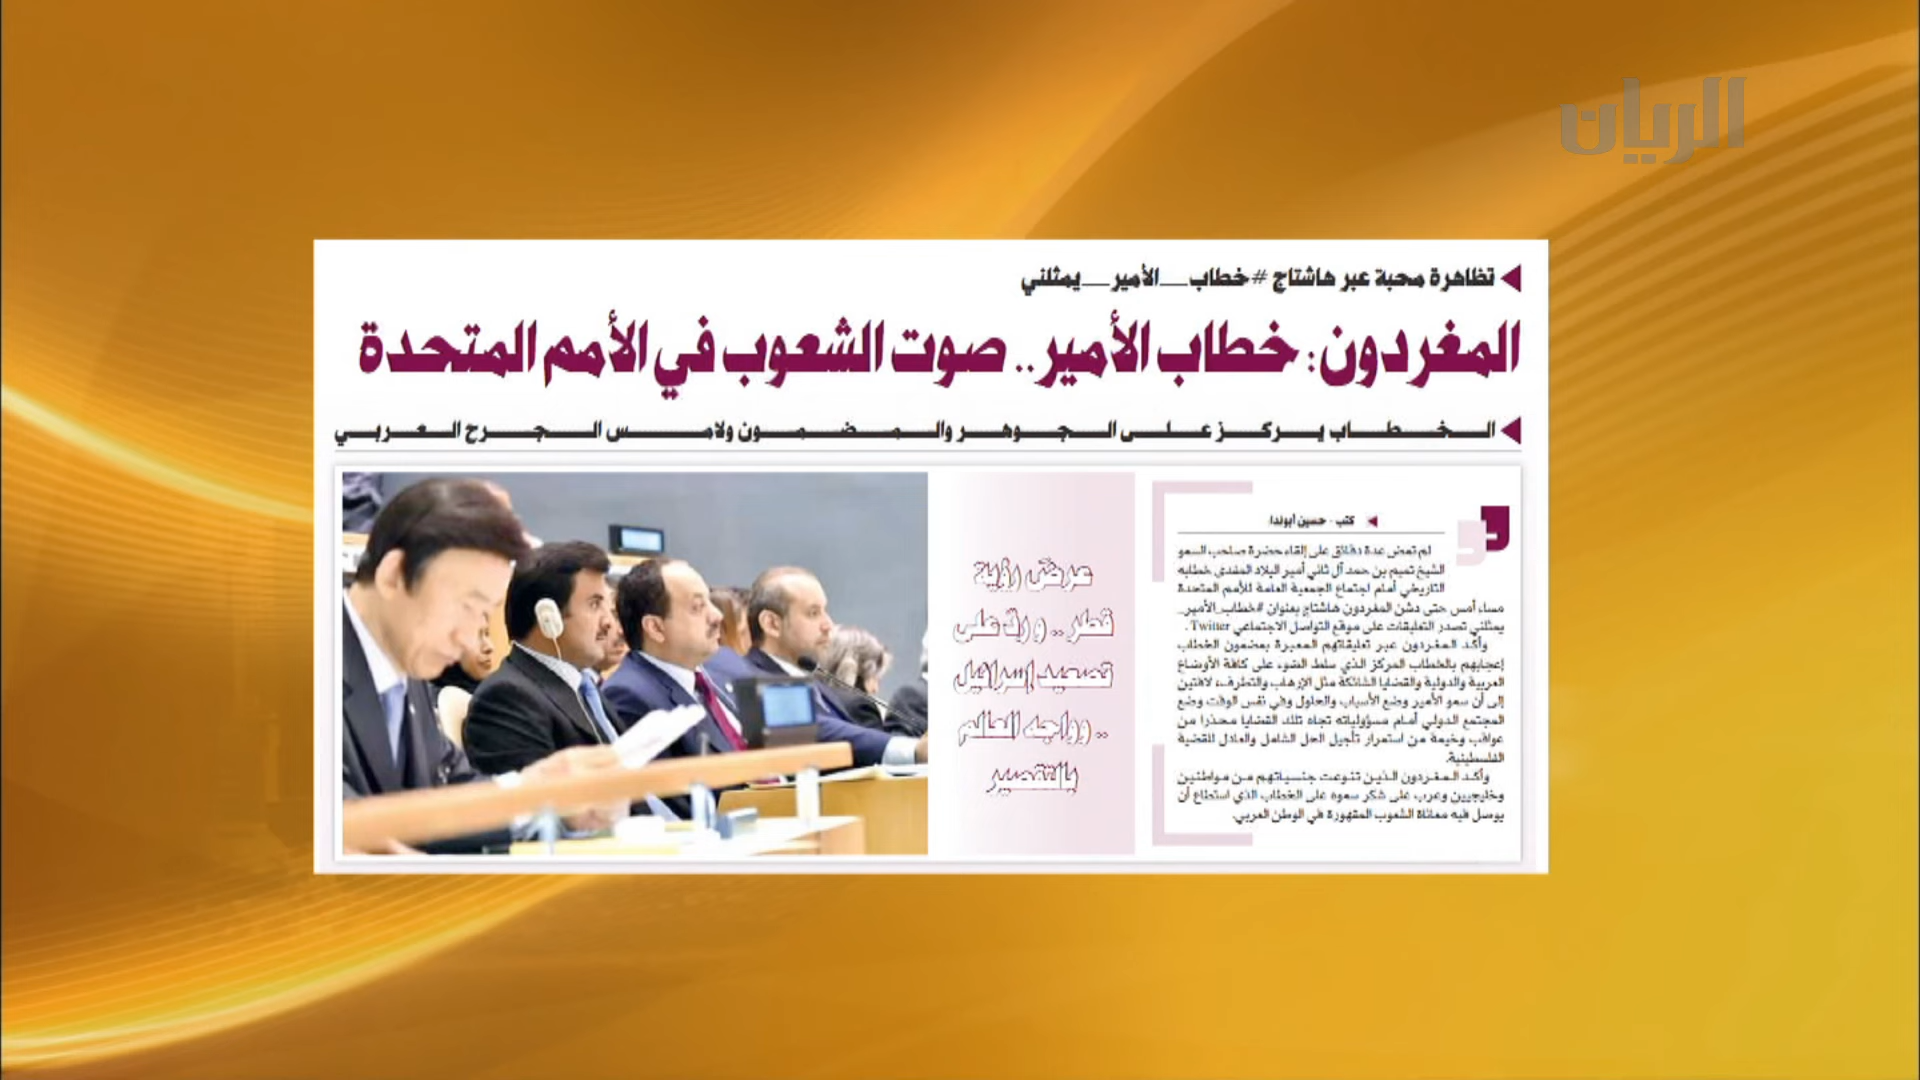 الريان
تظاهرة محبة عبر هاشتاج #خطاب__الأمير__يمثلني
المغردون: خطاب الأمير.. صوت الشعوب في الأمم المتحدة
الخطاب يركز على الجوهر والمضمون ولامس الجرح العربي
كتب - حسين أبوندا:
لم تمض عدة دقائق على إلقاء حضرة صاحب السمو
الشيخ تميم بن حمد آل ثاني أمير البلاد المفدى خطابه
التاريخي أمام اجتماع الجمعية العامة للأمم المتحدة
مساء أمس حتى دشن المغردون هاشتاج بعنوان #خطاب_الأمير_
يمثلني تصدر التعليقات على موقع التواصل الاجتماعي Twitter.
وأكد المغردون عبر تعليقاتهم المعبرة بمضمون الخطاب
إعجابهم بالخطاب المركز الذي سلط الضوء على كافة الأوضاع
العربية والدولية والقضايا الشائكة مثل الإرهاب والتطرف، لافتين
إلى أن سمو الأمير وضع الأسباب والحلول وفي نفس الوقت وضع
المجتمع الدولي أمام مسؤولياته تجاه تلك القضايا محذرا من
عواقب وخيمة من استمرار تأجيل الحل الشامل والعادل للقضية
الفلسطينية.
وأكد المغردون الذين تنوعت جنسياتهم من مواطنين
وخليجيين وعرب على شكر سموه على الخطاب الذي استطاع أن
يوصل فيه معاناة الشعوب المقهورة في الوطن العربي.
عرض رؤية
قطر .. ورد على
تصعيد إسرائيل
.. وواجه العالم
بالتقصير